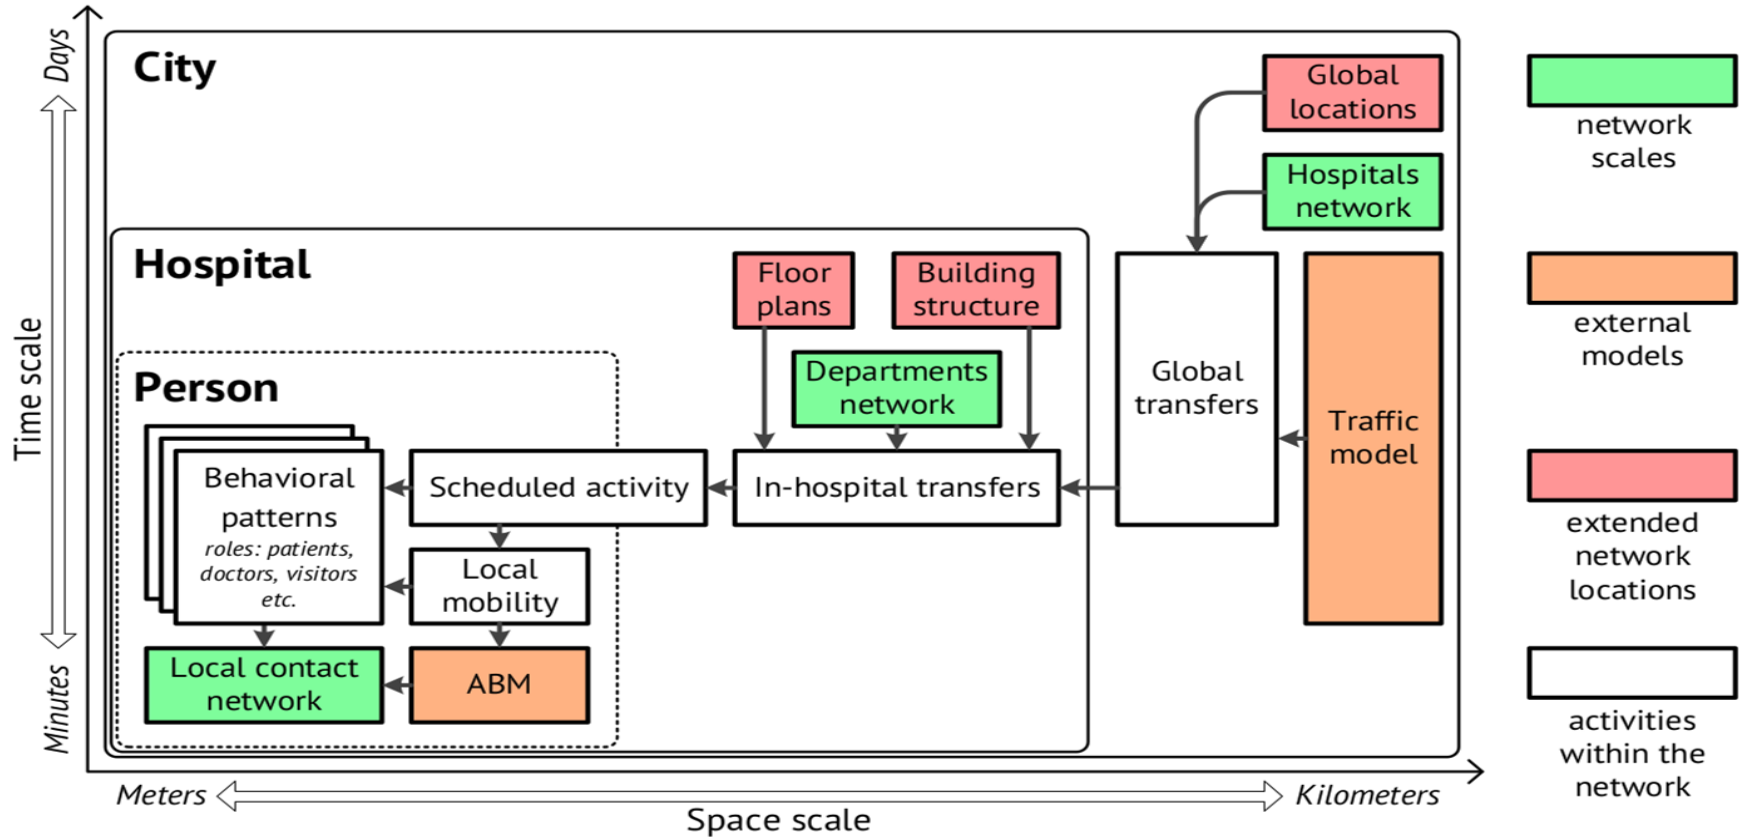 Days
Time scale
Minutes
City
Global
locations
Hospitals
network
Hospital
Floor
plans
Building
structure
Departments
network
Global
transfers
Traffic
model
Person
Behavioral
patterns
roles: patients,
doctors, visitors
etc.
Scheduled activity
In-hospital transfers
Local
mobility
Local contact
network
ABM
Meters
Kilometers
Space scale
network
scales
external
models
extended
network
locations
activities
within the
network